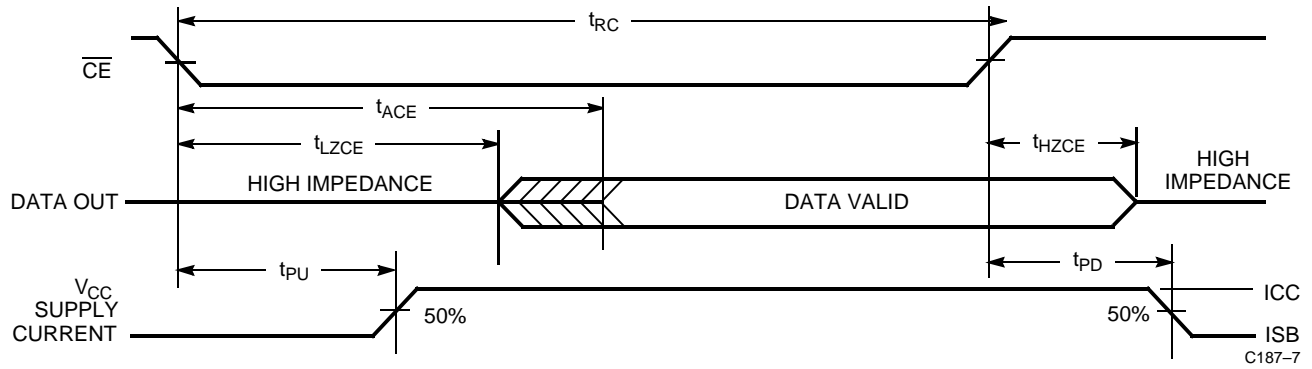 tRC
CE
tACE
tLZCE
tHZCE
HIGH IMPEDANCE
HIGH
IMPEDANCE
DATA OUT
DATA VALID
tPU
tPD
VCC
SUPPLY
CURRENT
50%
50%
ICC
ISB
C187–7